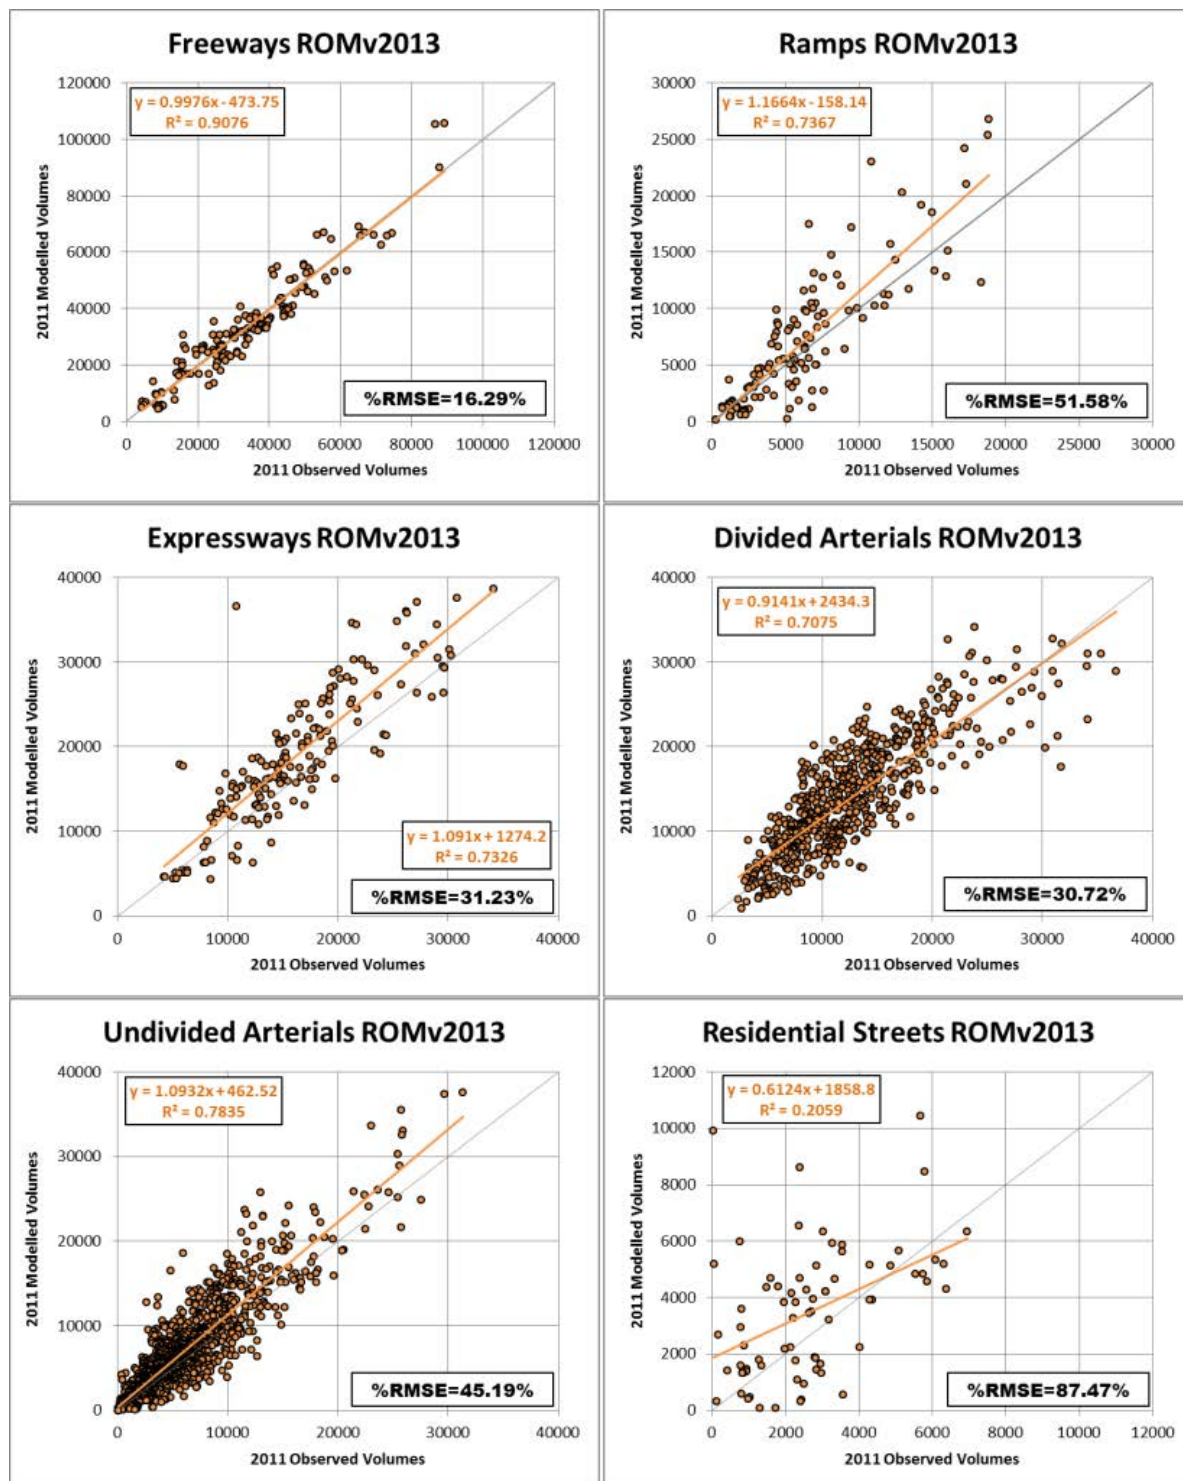 Freeways ROMv2013
120000
100000
80000
60000
40000
20000
0
2011 Modelled Volumes
y = 0.9976x - 473.75
R² = 0.9076
%RMSE=16.29%
0 20000 40000 60000 80000 100000 120000
2011 Observed Volumes
Ramps ROMv2013
30000
25000
20000
15000
10000
5000
0
2011 Modelled Volumes
y = 1.1664x - 158.14
R² = 0.7367
%RMSE=51.58%
0 5000 10000 15000 20000 25000 30000
2011 Observed Volumes
Expressways ROMv2013
40000
30000
20000
10000
0
2011 Modelled Volumes
y = 1.091x + 1274.2
R² = 0.7326
%RMSE=31.23%
0 10000 20000 30000 40000
2011 Observed Volumes
Divided Arterials ROMv2013
40000
30000
20000
10000
0
2011 Modelled Volumes
y = 0.9141x + 2434.3
R² = 0.7075
%RMSE=30.72%
0 10000 20000 30000 40000
2011 Observed Volumes
Undivided Arterials ROMv2013
40000
30000
20000
10000
0
2011 Modelled Volumes
y = 1.0932x + 462.52
R² = 0.7835
%RMSE=45.19%
0 10000 20000 30000 40000
2011 Observed Volumes
Residential Streets ROMv2013
12000
10000
8000
6000
4000
2000
0
2011 Modelled Volumes
y = 0.6124x + 1858.8
R² = 0.2059
%RMSE=87.47%
0 2000 4000 6000 8000 10000 12000
2011 Observed Volumes